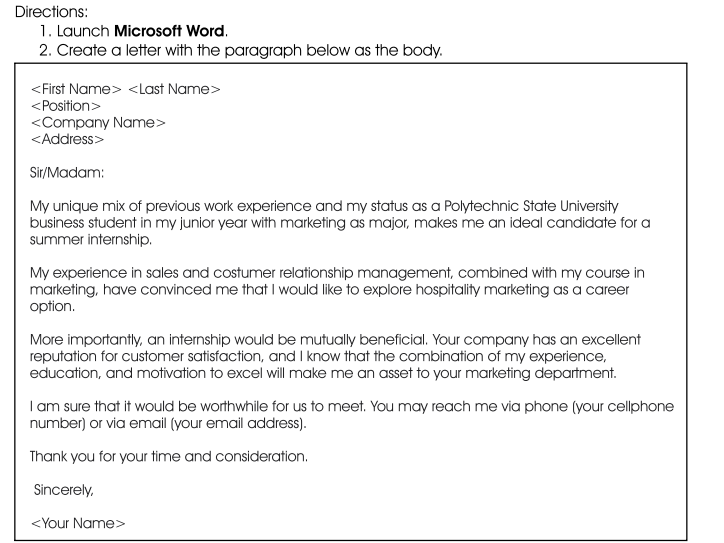 Directions:
1. Launch Microsoft Word.
2. Create a letter with the paragraph below as the body.
<First Name> <Last Name>
<Position>
<Company Name>
<Address>
Sir/Madam:
My unique mix of previous work experience and my status as a Polytechnic State University
business student in my junior year with marketing as major, makes me an ideal candidate for a
summer internship.
My experience in sales and costumer relationship management, combined with my course in
marketing, have convinced me that I would like to explore hospitality marketing as a career
option.
More importantly, an internship would be mutually beneficial. Your company has an excellent
reputation for customer satisfaction, and I know that the combination of my experience,
education, and motivation to excel will make me an asset to your marketing department.
I am sure that it would be worthwhile for us to meet. You may reach me via phone (your cellphone
number) or via email (your email address).
Thank you for your time and consideration.
Sincerely,
<Your Name>